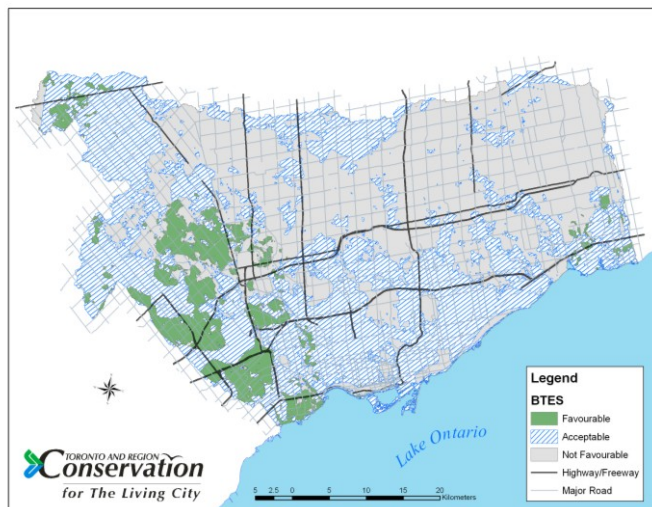 Lake Ontario
Legend
BTES
Favourable
Acceptable
Not Favourable
Highway/Freeway
Major Road
TORONTO AND REGION
Conservation
for The Living City
5 2.5 0 5 10 15 20
Kilometers